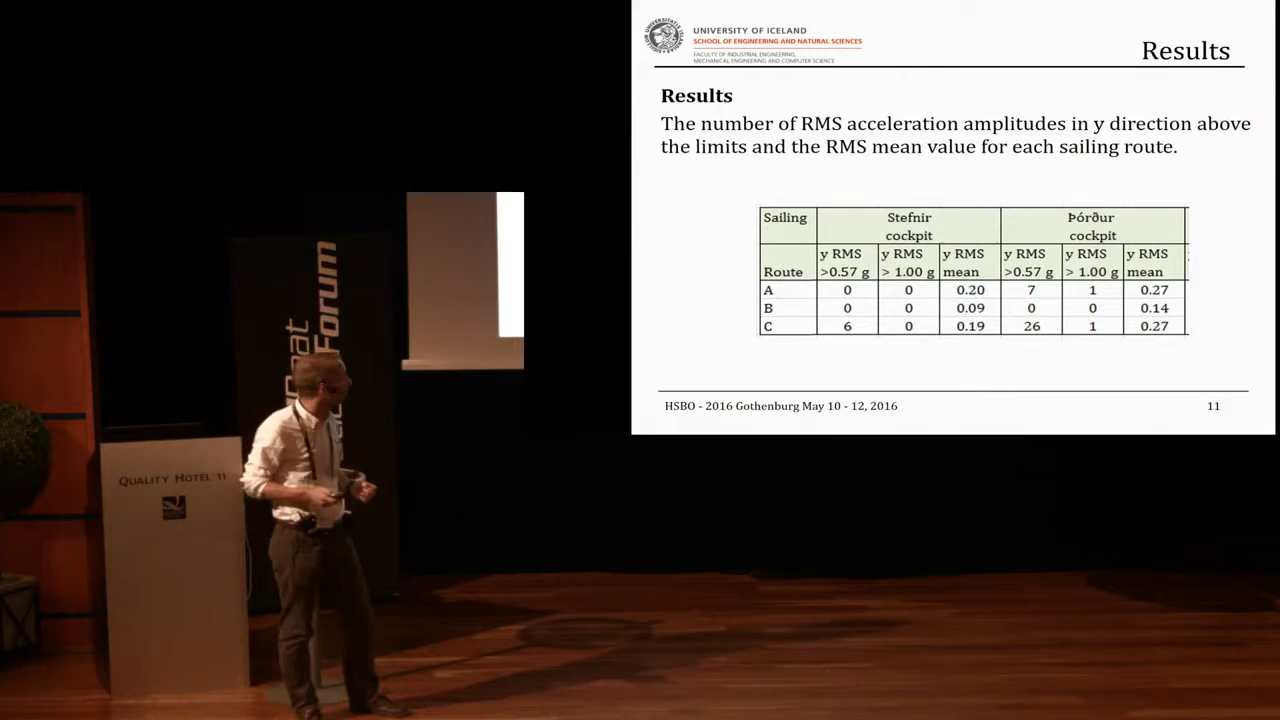 UNIVERSITY OF ICELAND
SCHOOL OF ENGINEERING AND NATURAL SCIENCES
FACULTY OF INDUSTRIAL ENGINEERING,
MECHANICAL ENGINEERING AND COMPUTER SCIENCE
Results
Results
The number of RMS acceleration amplitudes in y direction above
the limits and the RMS mean value for each sailing route.
Sailing Stefnir Þórður
cockpit cockpit
y RMS y RMS y RMS y RMS y RMS y RMS
Route >0.57 g > 1.00 g mean >0.57 g > 1.00 g mean
A 0 0 0.20 7 1 0.27
B 0 0 0.09 0 0 0.14
C 6 0 0.19 26 1 0.27
HSBO - 2016 Gothenburg May 10 - 12, 2016 11
Forum
QUALITY HOTEL 11